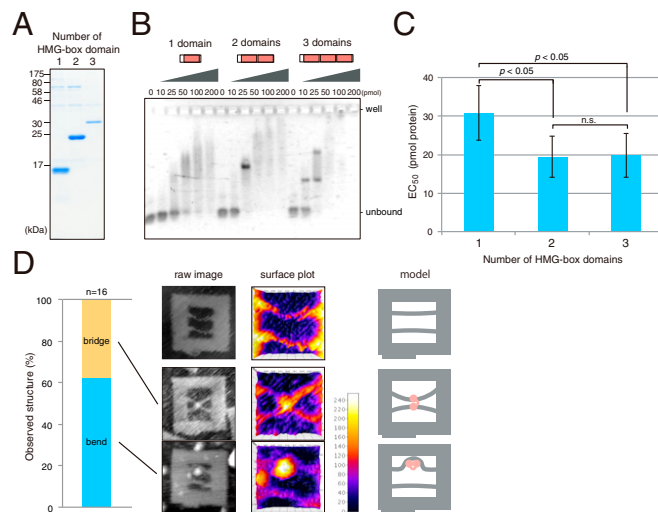 A
Number of
HMG-box domain
1 2 3
175
80
58
46
30
25
17
(kDa)
B
1 domain 2 domains 3 domains
0 10 25 50 100 200 0 10 25 50 100 200 0 10 25 50 100 200 (pmol)
well
unbound
C
p < 0.05
p < 0.05
n.s.
EC50 (pmol protein)
40
30
20
10
0
1 2 3
Number of HMG-box domains
D
n=16
raw image surface plot model
Observed structure (%)
100
80
60
40
20
0
bridge
bend
240
220
200
180
160
140
120
100
80
60
40
20
0